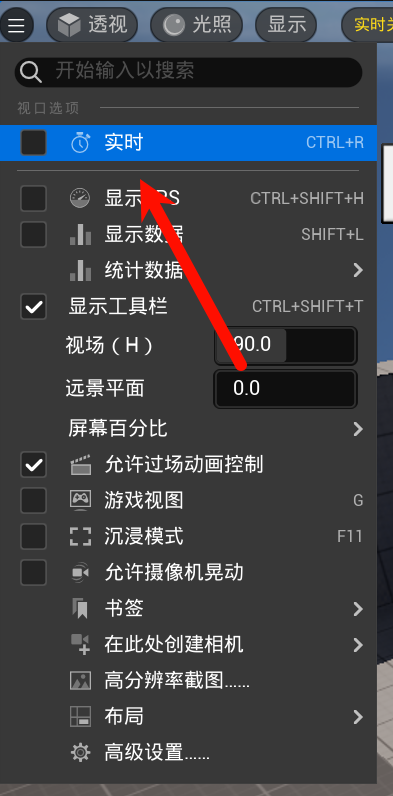 透视 光照 显示 实时关
开始输入以搜索
视口选项
实时 CTRL+R
显示 PS CTRL+SHIFT+H
显示数据 SHIFT+L
统计数据
显示工具栏 CTRL+SHIFT+T
视场（H） 90.0
远景平面 0.0
屏幕百分比
允许过场动画控制
游戏视图 G
沉浸模式 F11
允许摄像机晃动
书签
在此处创建相机
高分辨率截图......
布局
高级设置......